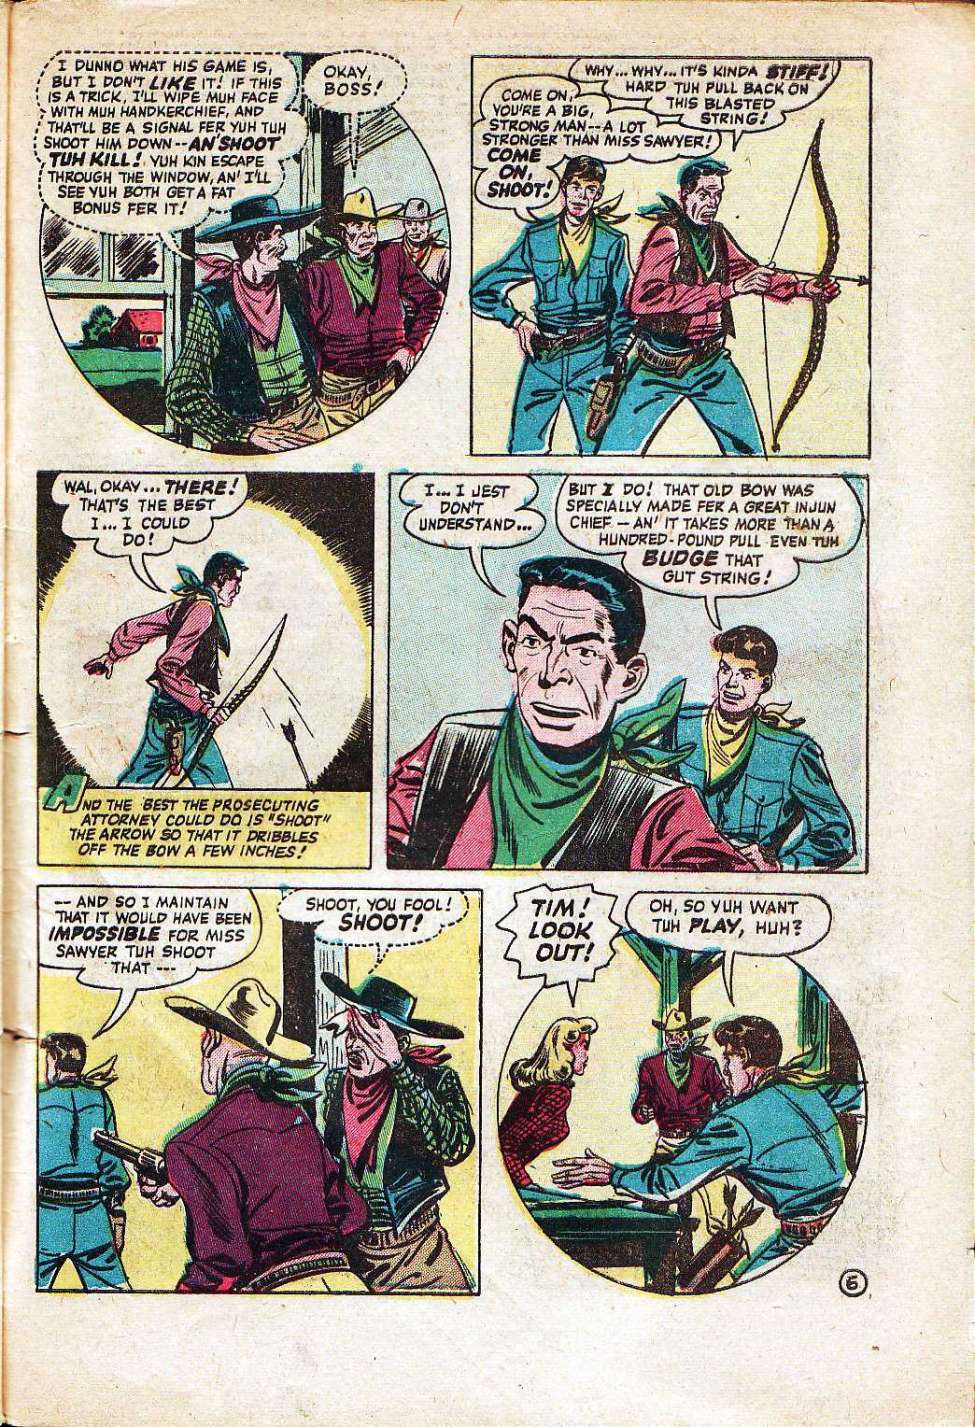 I DUNNO WHAT HIS GAME IS,
BUT I DON'T LIKE IT! IF THIS
IS A TRICK, I'LL WIPE MUH FACE
WITH MUH HANDKERCHIEF, AND
THAT'LL BE A SIGNAL FER YUH TUH
SHOOT HIM DOWN -- AN' SHOOT
TUH KILL! YUH KIN ESCAPE
THROUGH THE WINDOW, AN' I'LL
SEE YUH BOTH GET A FAT
BONUS FER IT!
OKAY,
BOSS!
COME ON,
YOU'RE A BIG,
STRONG MAN -- A LOT
STRONGER THAN MISS SAWYER!
COME
ON,
SHOOT!
WHY... WHY... IT'S KINDA STIFF!
HARD TUH PULL BACK ON
THIS BLASTED
STRING!
WAL, OKAY... THERE!
THAT'S THE BEST
I... I COULD
DO!
AND THE BEST THE PROSECUTING
ATTORNEY COULD DO IS "SHOOT"
THE ARROW SO THAT IT DRIBBLES
OFF THE BOW A FEW INCHES!
I... I JEST
DON'T
UNDERSTAND...
BUT I DO! THAT OLD BOW WAS
SPECIALLY MADE FER A GREAT INJUN
CHIEF -- AN' IT TAKES MORE THAN A
HUNDRED-POUND PULL EVEN TUH
BUDGE THAT
GUT STRING!
-- AND SO I MAINTAIN
THAT IT WOULD HAVE BEEN
IMPOSSIBLE FOR MISS
SAWYER TUH SHOOT
THAT ---
SHOOT, YOU FOOL!
SHOOT!
TIM!
LOOK
OUT!
OH, SO YUH WANT
TUH PLAY, HUH?
6